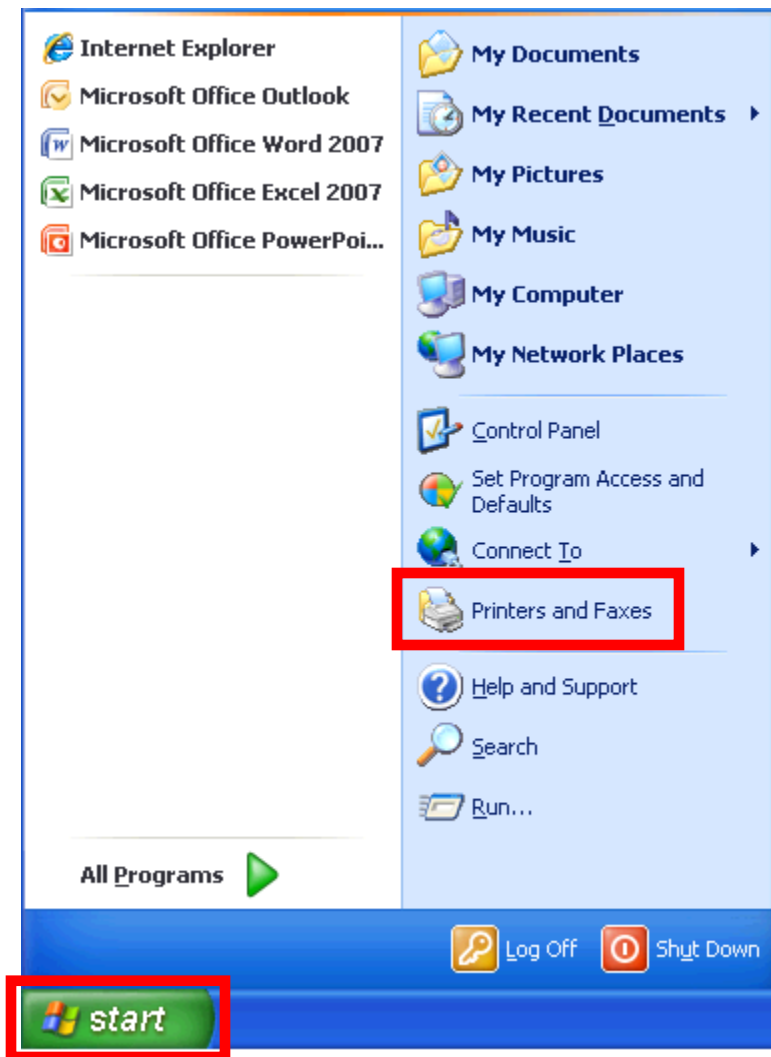 Internet Explorer
Microsoft Office Outlook
Microsoft Office Word 2007
Microsoft Office Excel 2007
Microsoft Office PowerPoi...
All Programs
My Documents
My Recent Documents
My Pictures
My Music
My Computer
My Network Places
Control Panel
Set Program Access and
Defaults
Connect To
Printers and Faxes
Help and Support
Search
Run...
Log Off
Shut Down
start